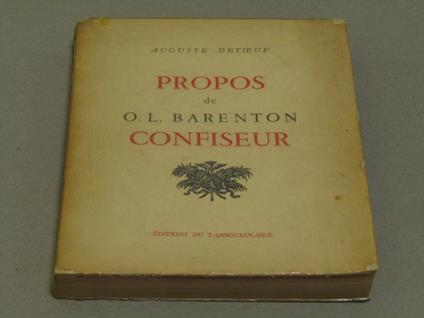 AUGUSTE DETŒUF
PROPOS
de
O. L. BARENTON
CONFISEUR
ÉDITIONS DU TAMBOURINAIRE